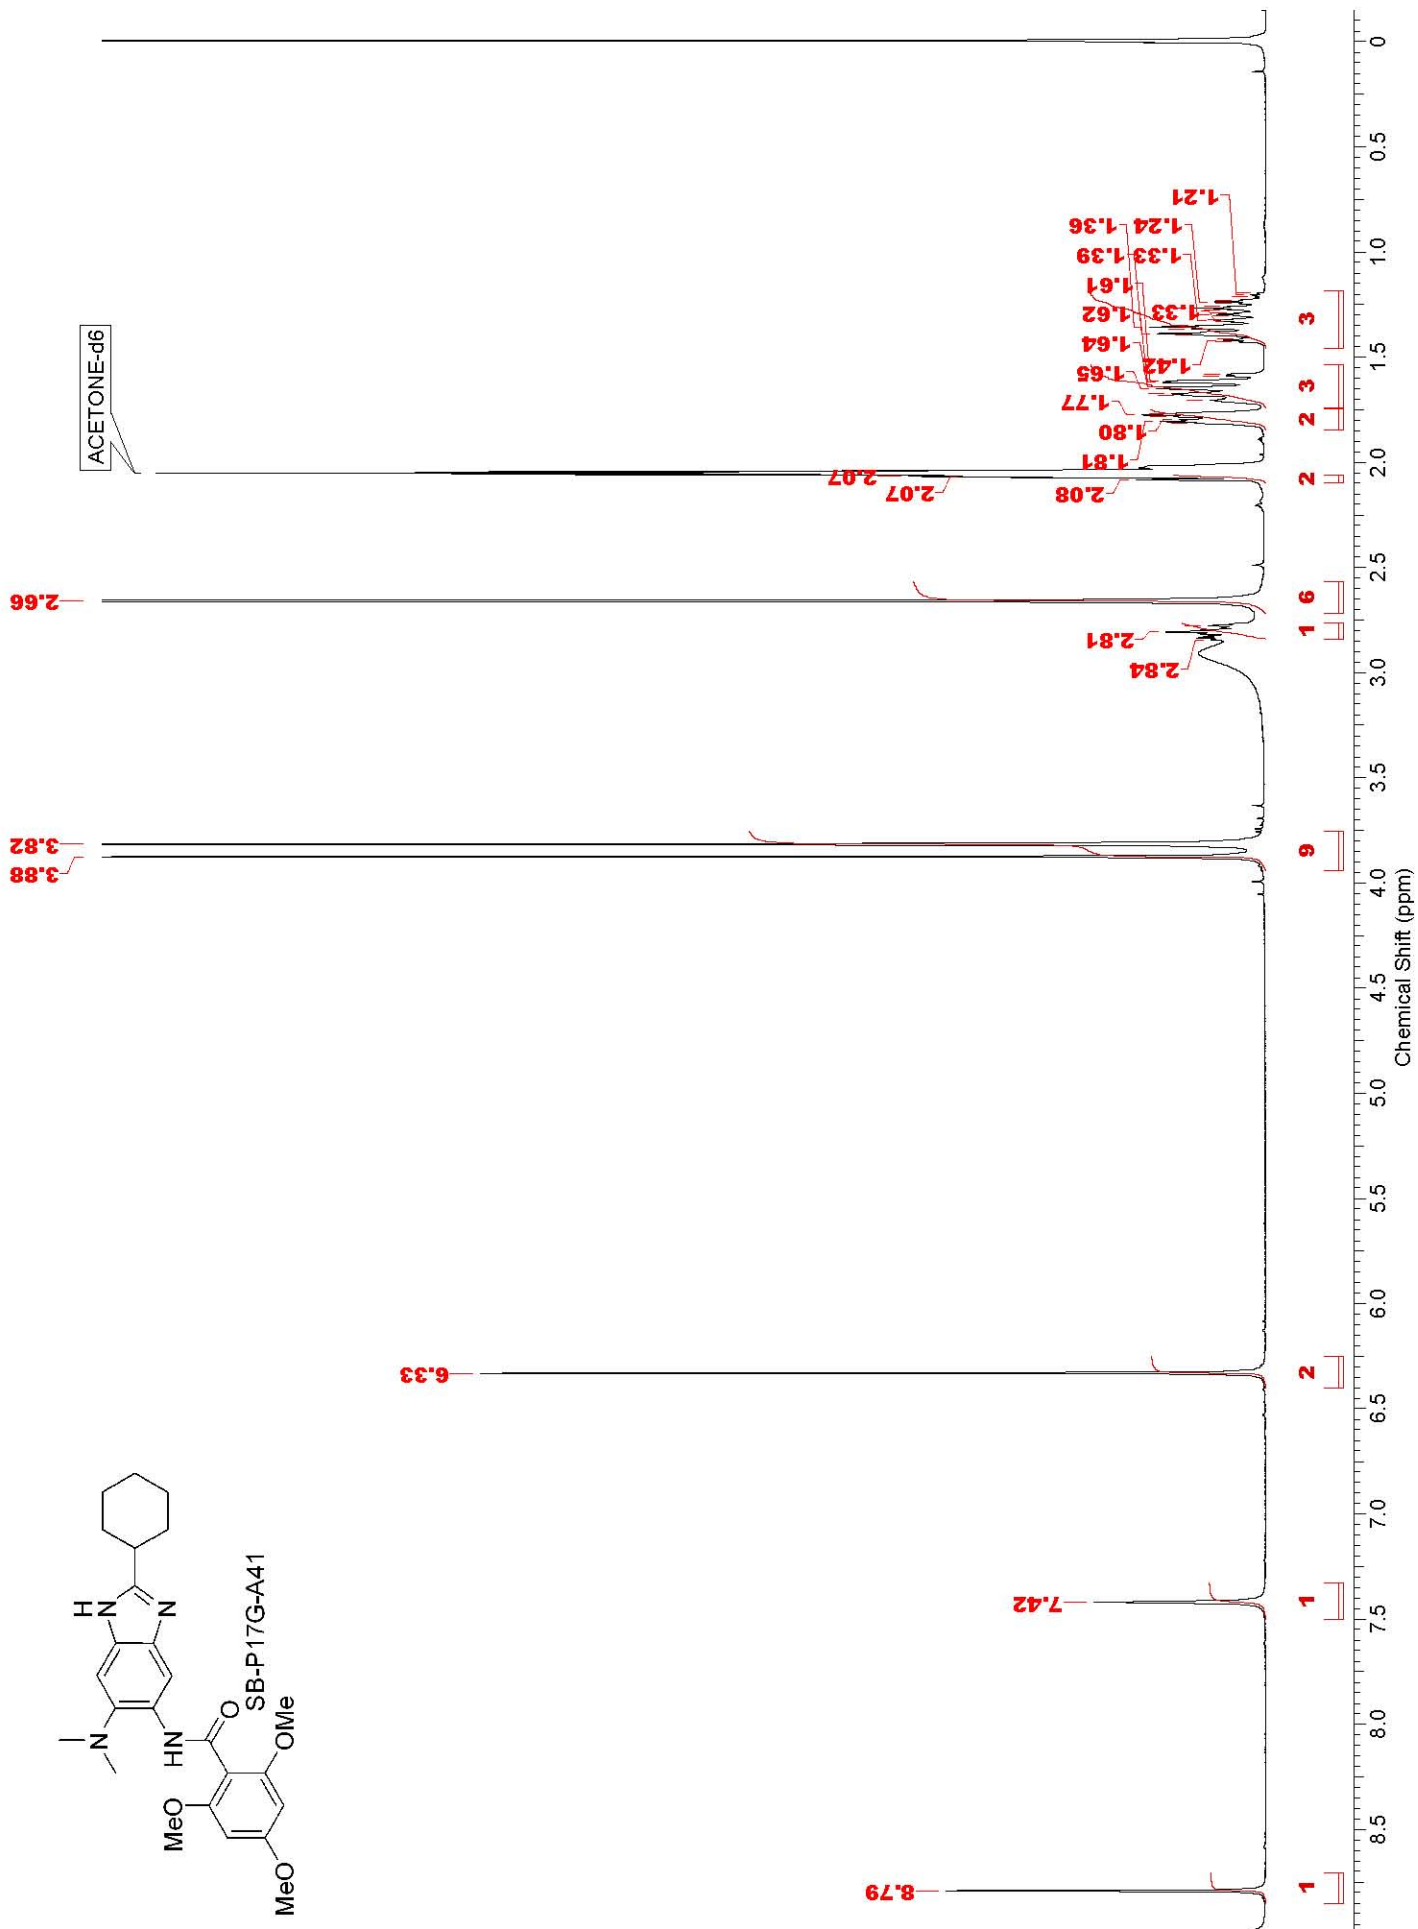 ACETONE-d6
H
N
N
N
HN
O
SB-P17G-A41
MeO
OMe
MeO
8.79
7.42
6.33
3.88
3.82
2.84
2.81
2.66
2.08
2.07
2.07
1.81
1.80
1.77
1.65
1.64
1.62
1.61
1.42
1.39
1.36
1.33
1.33
1.24
1.21
1 1 2 9 1 6 2 2 3 3
8.5 8.0 7.5 7.0 6.5 6.0 5.5 5.0 4.5 4.0 3.5 3.0 2.5 2.0 1.5 1.0 0.5 0
Chemical Shift (ppm)